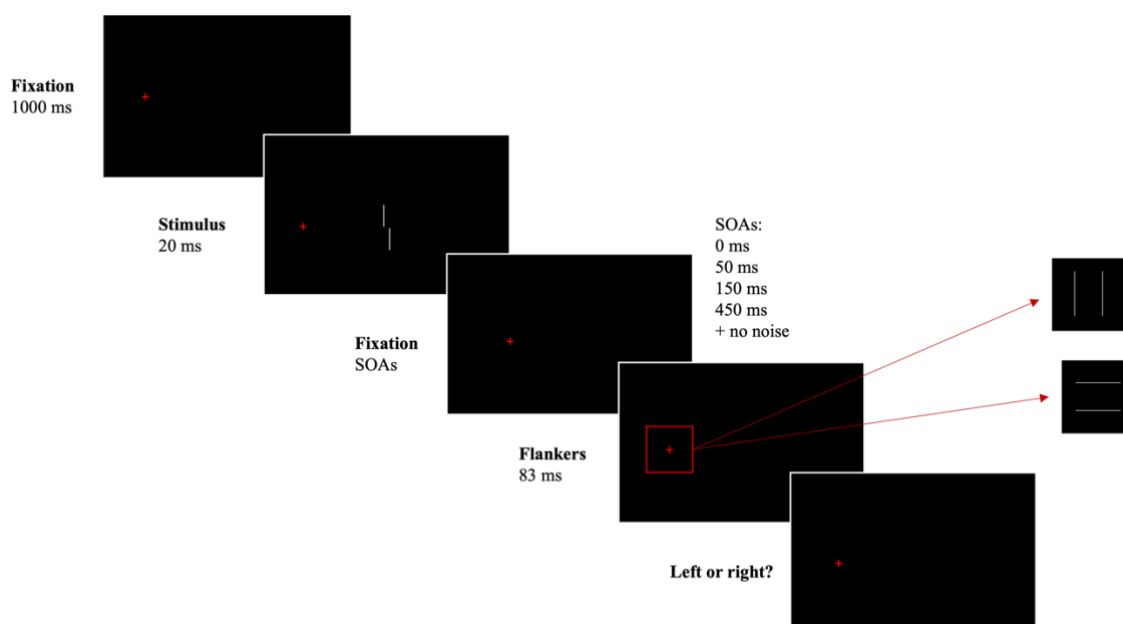 Fixation
1000 ms
Stimulus
20 ms
Fixation
SOAs
SOAs:
0 ms
50 ms
150 ms
450 ms
+ no noise
Flankers
83 ms
Left or right?